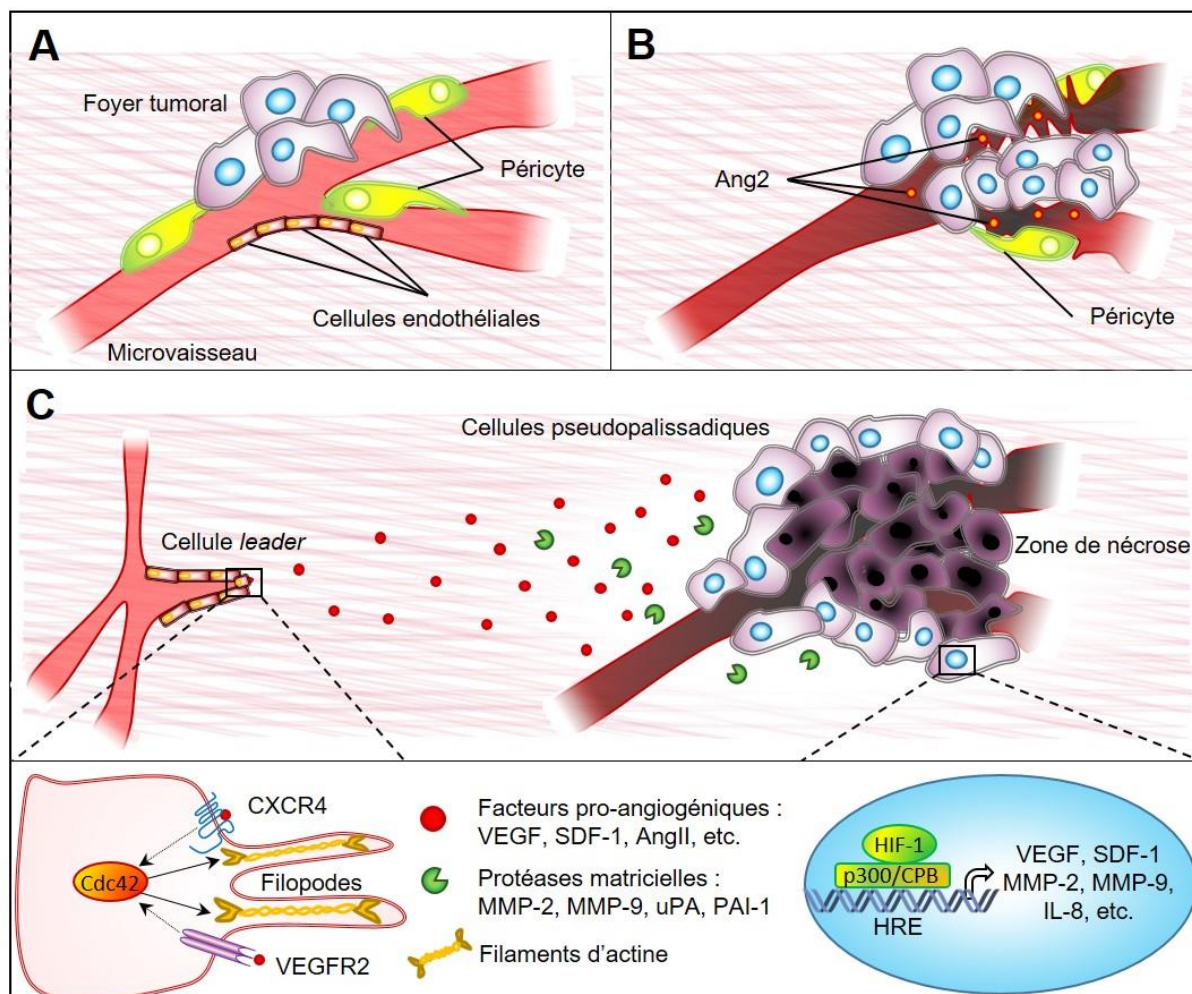 A
Foyer tumoral
Péricyte
Cellules endothéliales
Microvaisseau
B
Ang2
Péricyte
C
Cellules pseudopalissadiques
Cellule leader
Zone de nécrose
CXCR4
Cdc42
Filopodes
VEGFR2
Facteurs pro-angiogéniques :
VEGF, SDF-1, AngII, etc.
Protéases matricielles :
MMP-2, MMP-9, uPA, PAI-1
Filaments d’actine
HIF-1
p300/CPB
HRE
VEGF, SDF-1
MMP-2, MMP-9,
IL-8, etc.